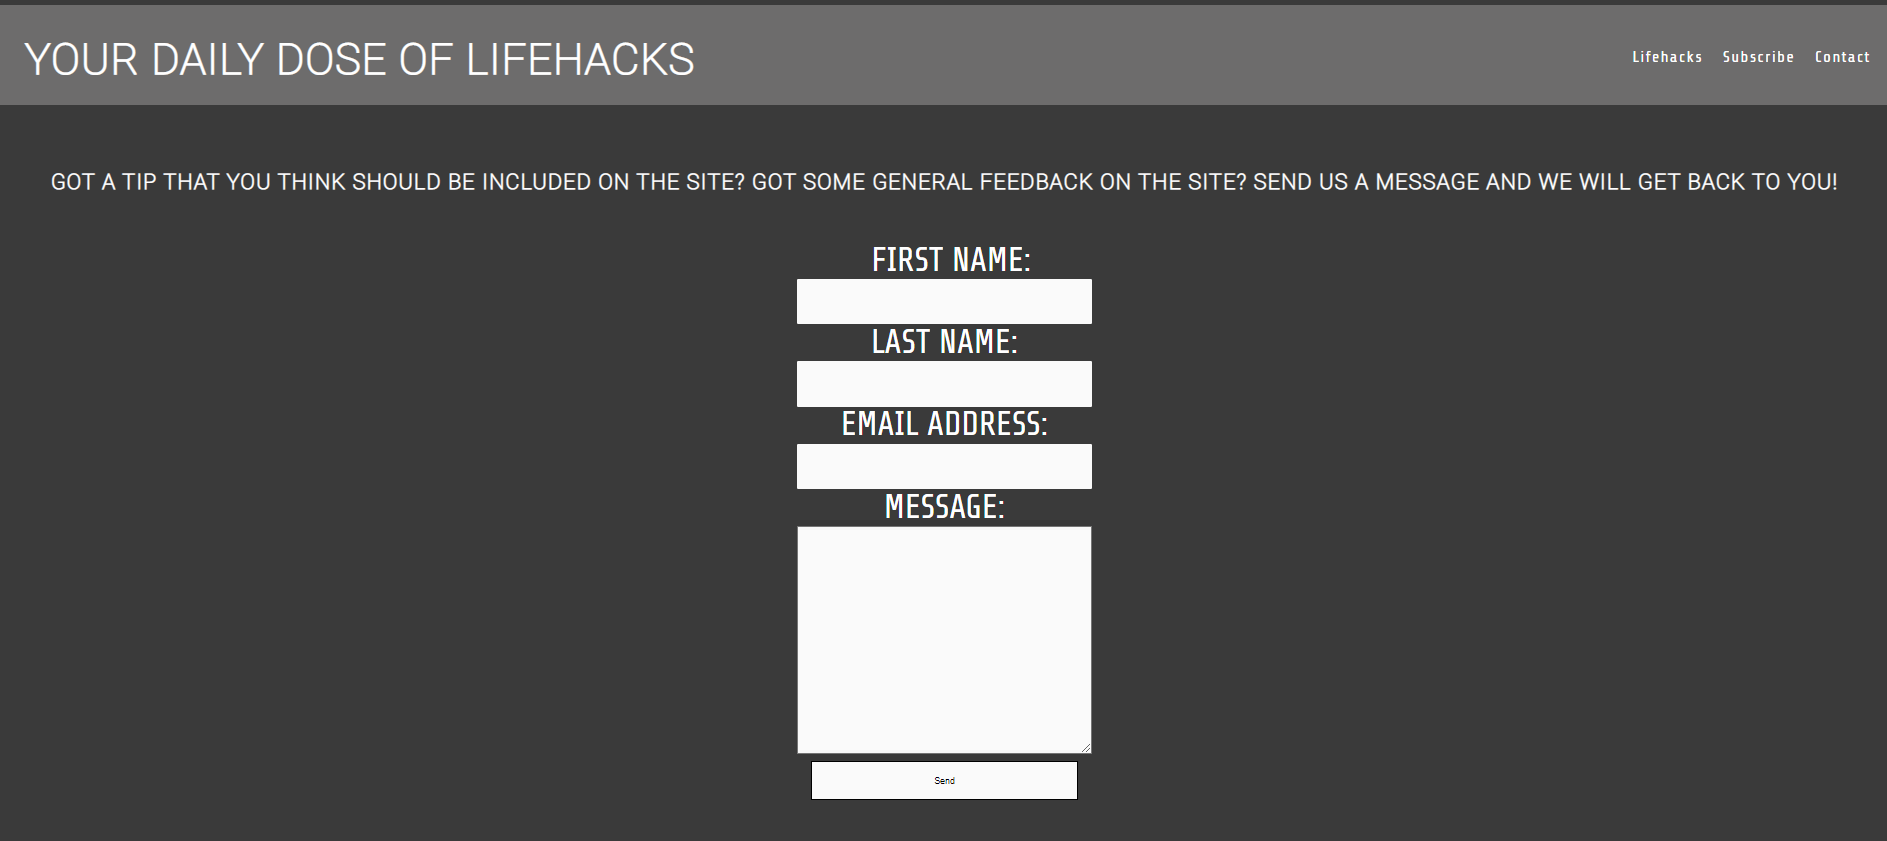 YOUR DAILY DOSE OF LIFEHACKS
Lifehacks Subscribe Contact
GOT A TIP THAT YOU THINK SHOULD BE INCLUDED ON THE SITE? GOT SOME GENERAL FEEDBACK ON THE SITE? SEND US A MESSAGE AND WE WILL GET BACK TO YOU!
FIRST NAME:
LAST NAME:
EMAIL ADDRESS:
MESSAGE:
Send